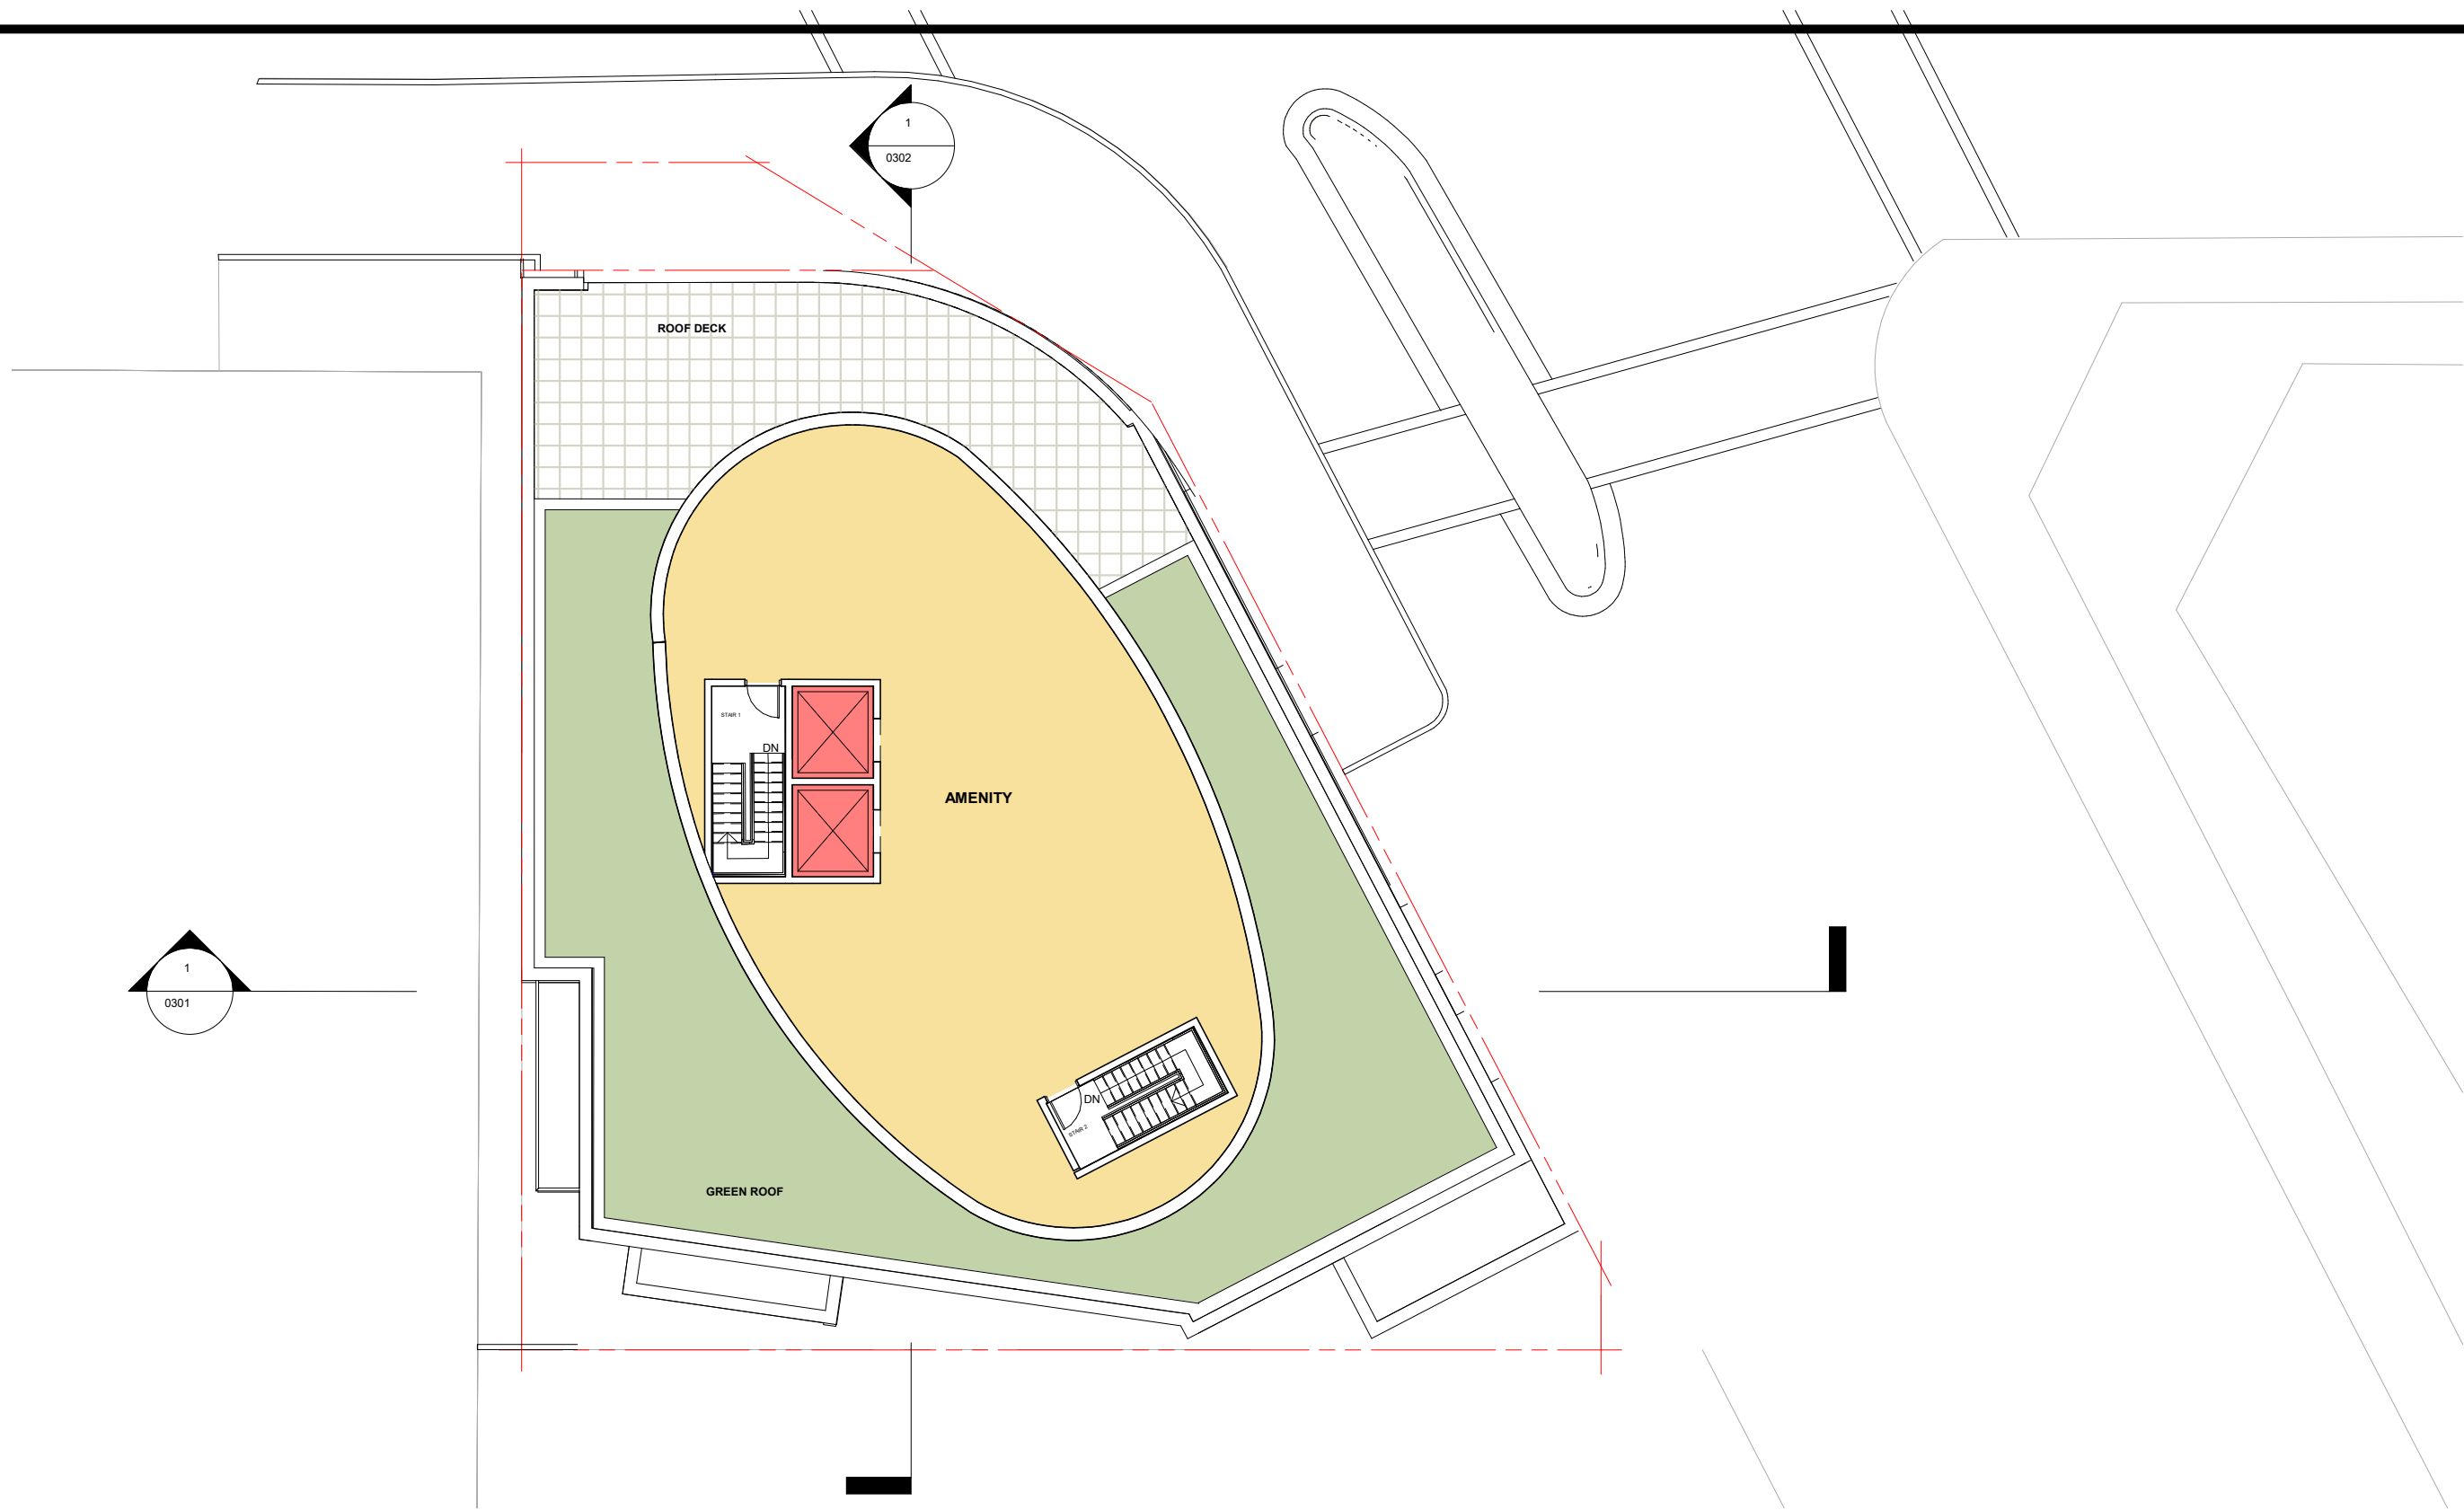 1
0302
ROOF DECK
STAIR 1
DN
AMENITY
1
0301
DN
STAIR 2
GREEN ROOF